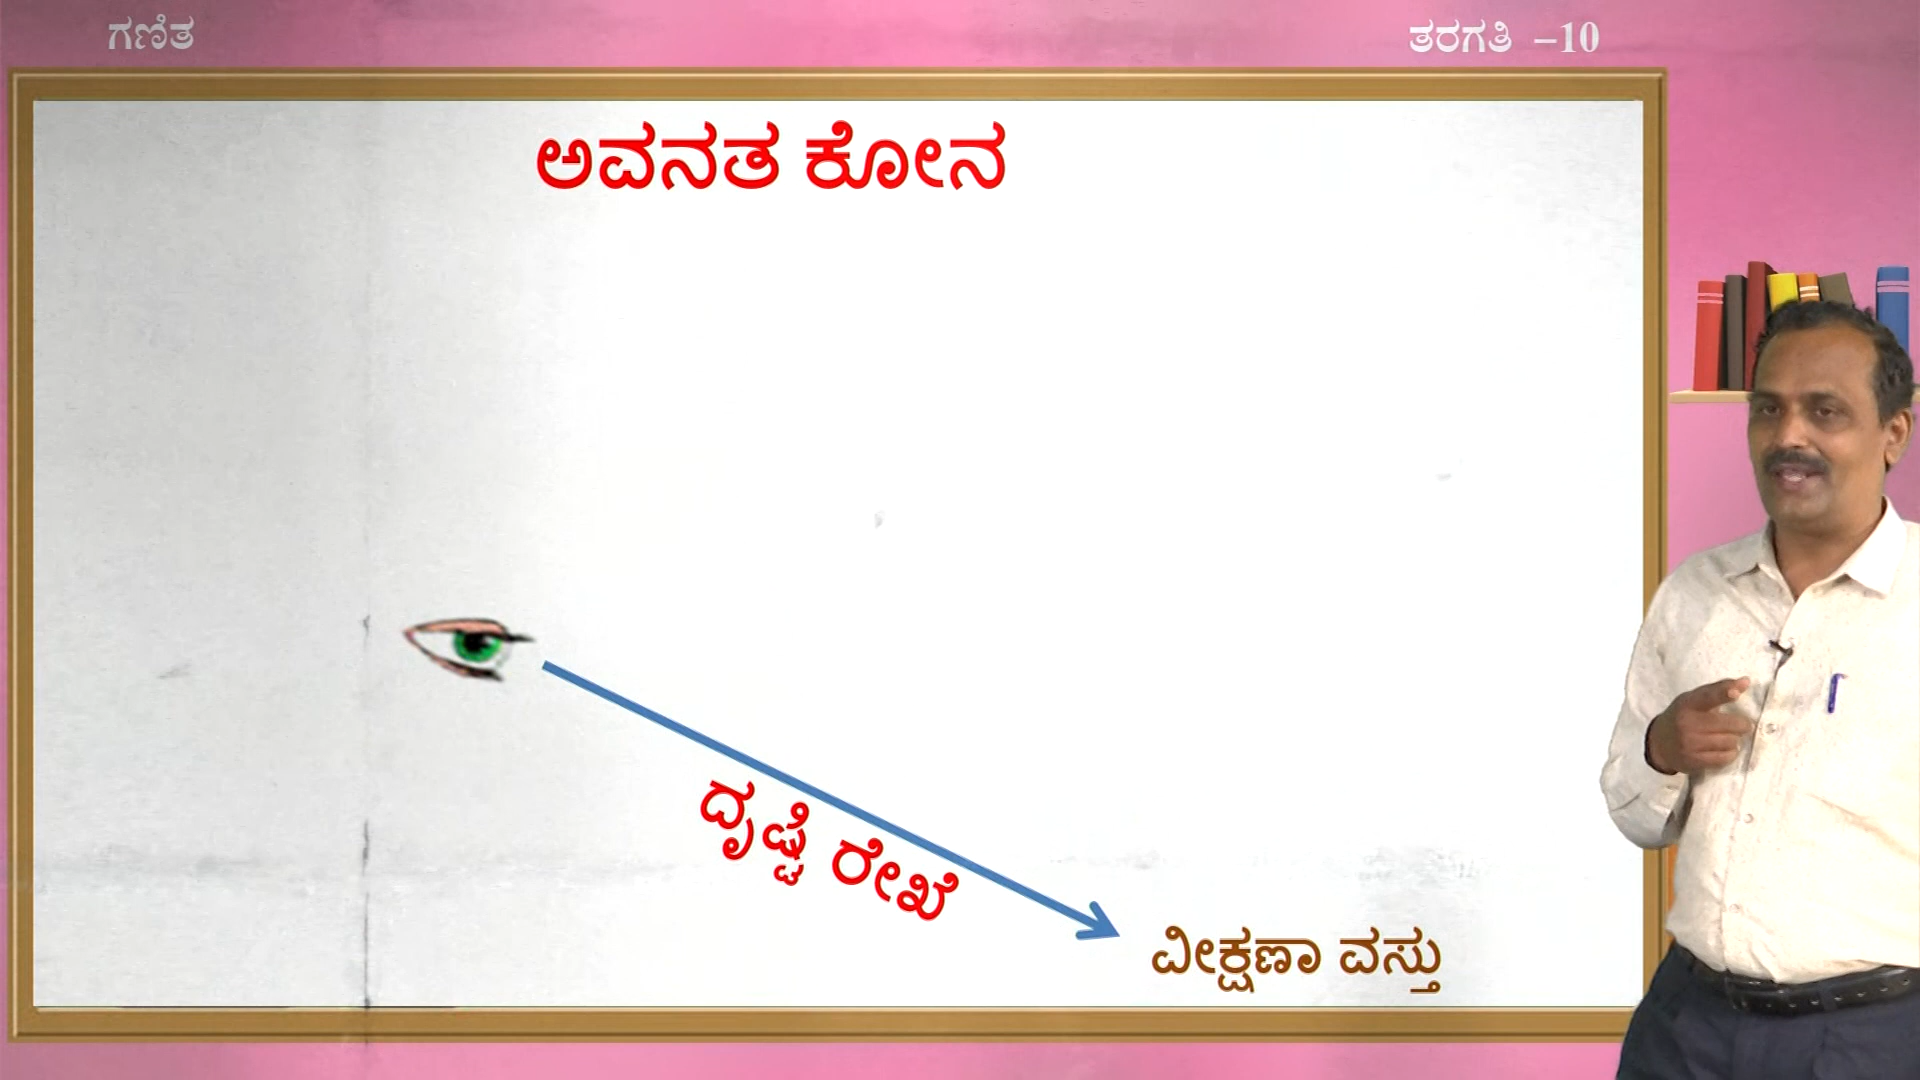 ಗಣಿತ
ತರಗತಿ –10
ಅವನತ ಕೋನ
ದೃಷ್ಟಿ ರೇಖೆ
ವೀಕ್ಷಣಾ ವಸ್ತು